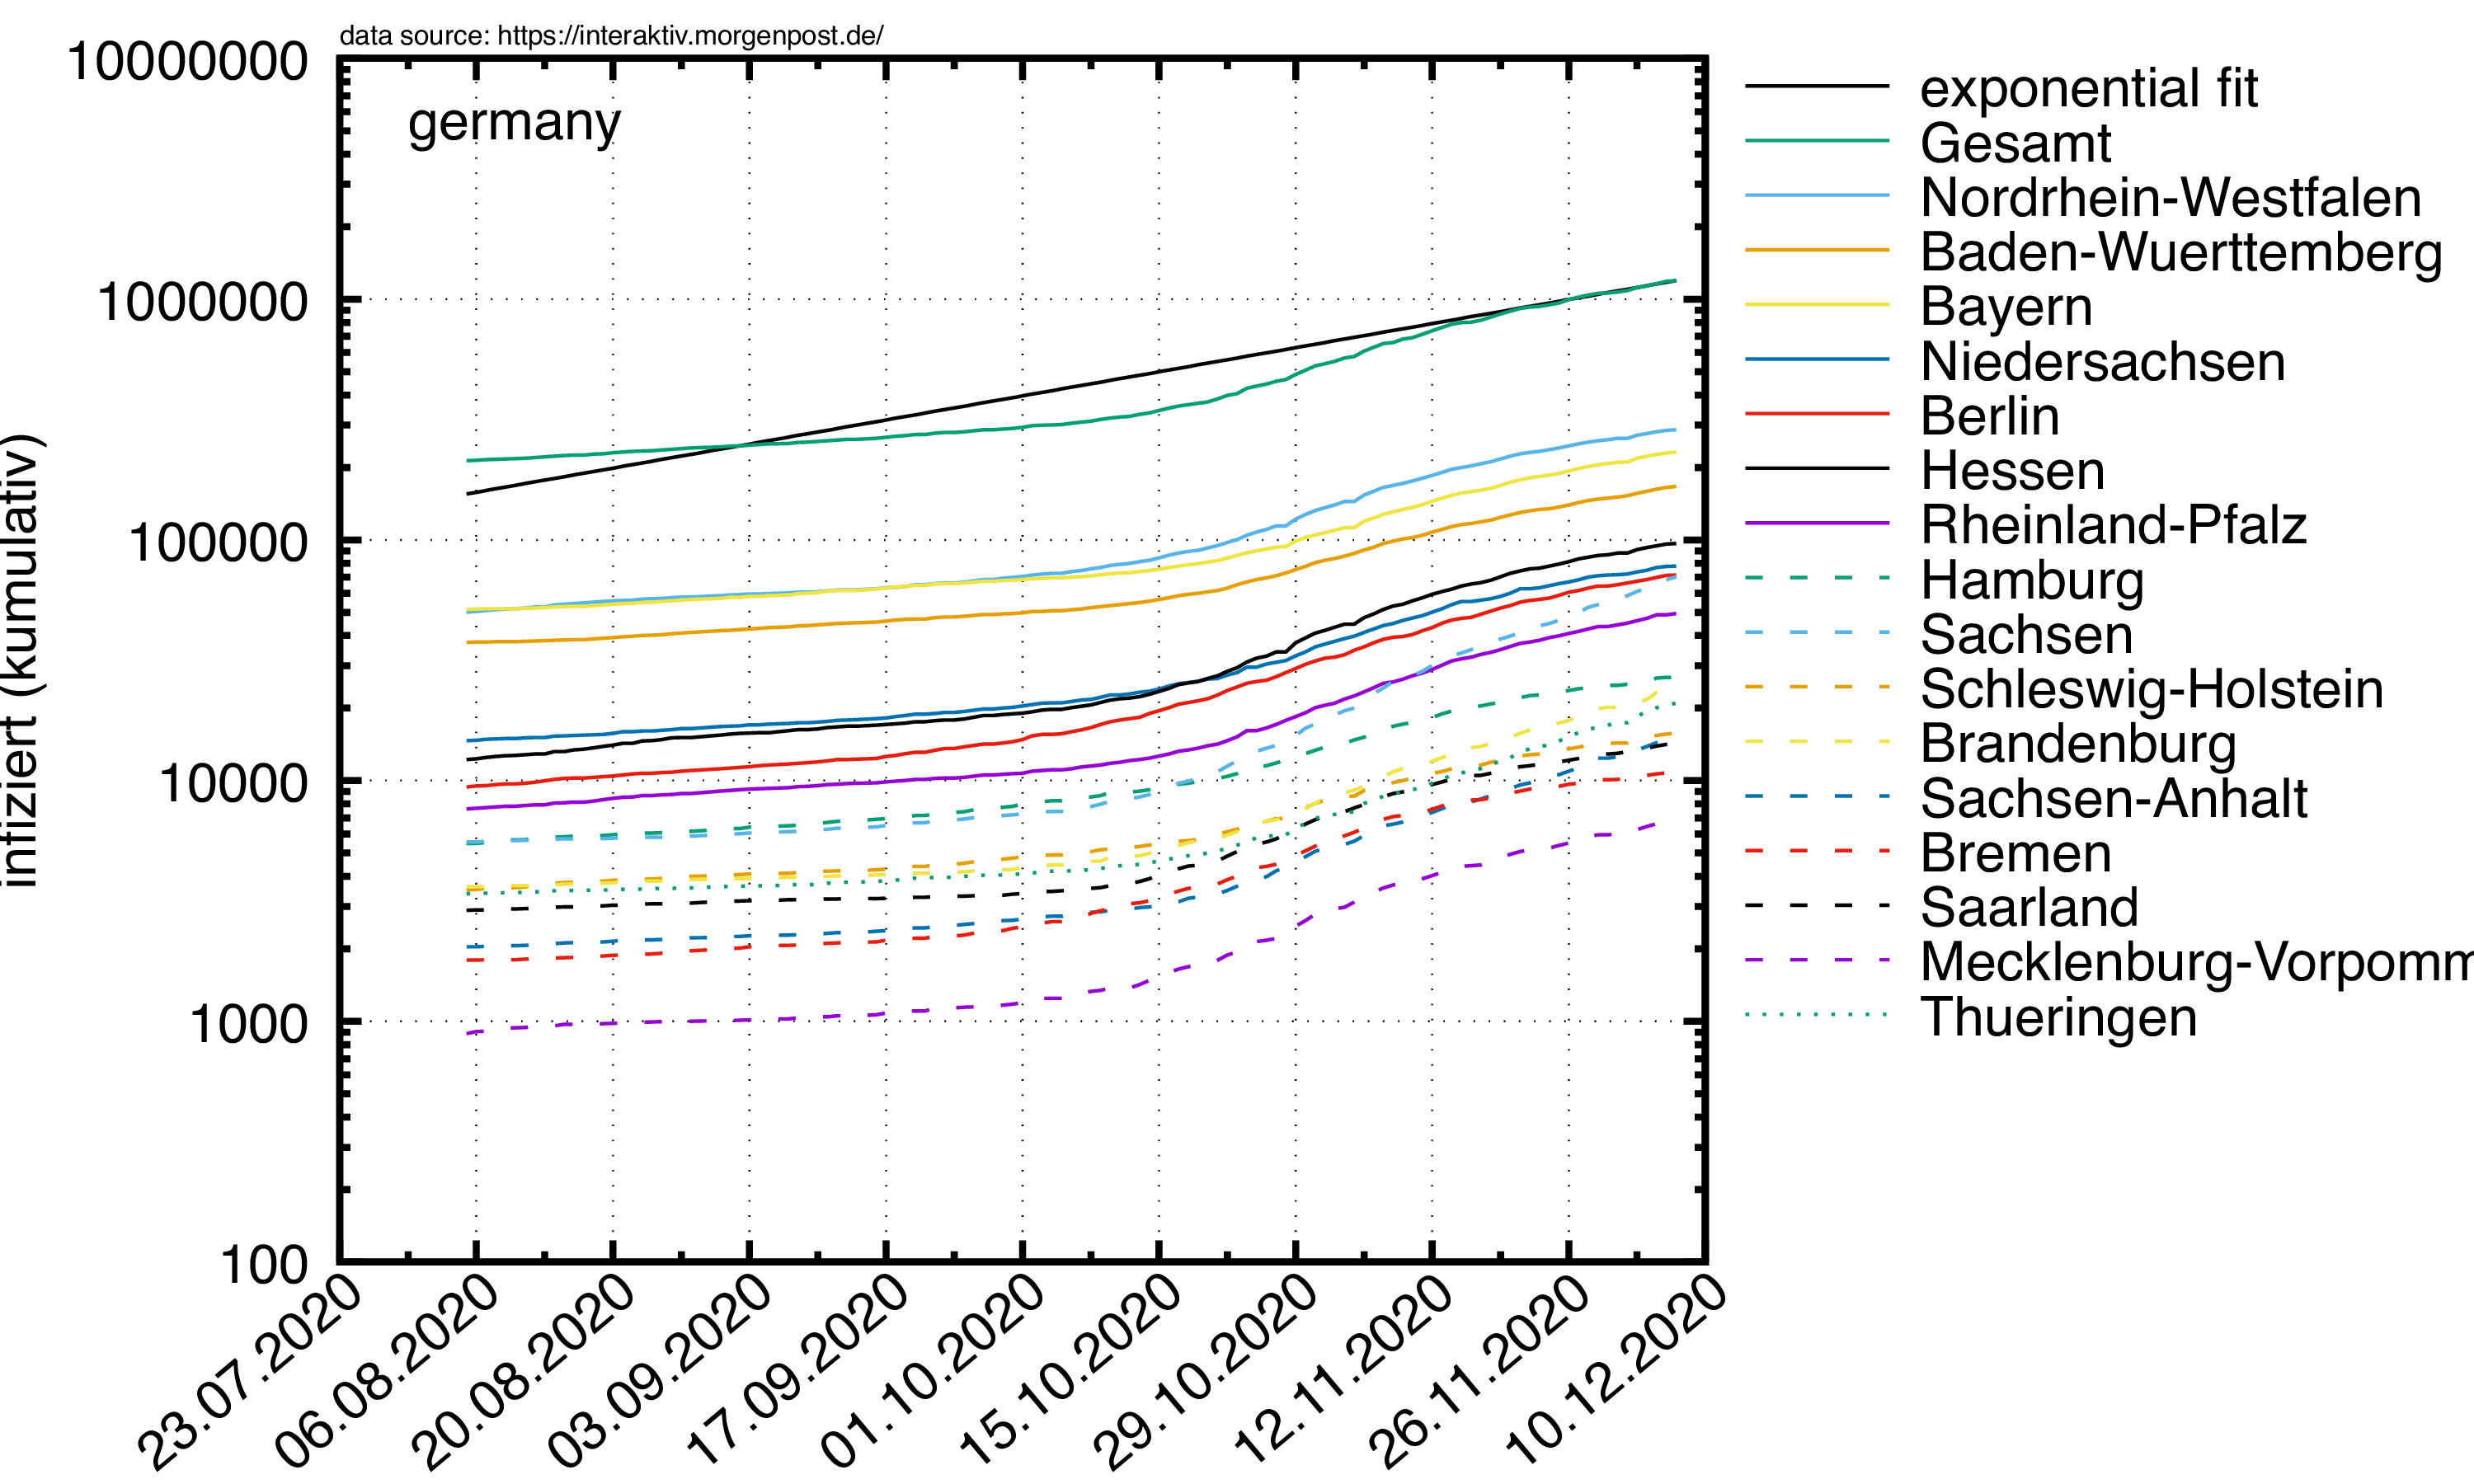 data source: https://interaktiv.morgenpost.de/
germany
infiziert (kumulativ)
10000000
1000000
100000
10000
1000
100
23.07.2020
06.08.2020
20.08.2020
03.09.2020
17.09.2020
01.10.2020
15.10.2020
29.10.2020
12.11.2020
26.11.2020
10.12.2020
exponential fit
Gesamt
Nordrhein-Westfalen
Baden-Wuerttemberg
Bayern
Niedersachsen
Berlin
Hessen
Rheinland-Pfalz
Hamburg
Sachsen
Schleswig-Holstein
Brandenburg
Sachsen-Anhalt
Bremen
Saarland
Mecklenburg-Vorpomm
Thueringen